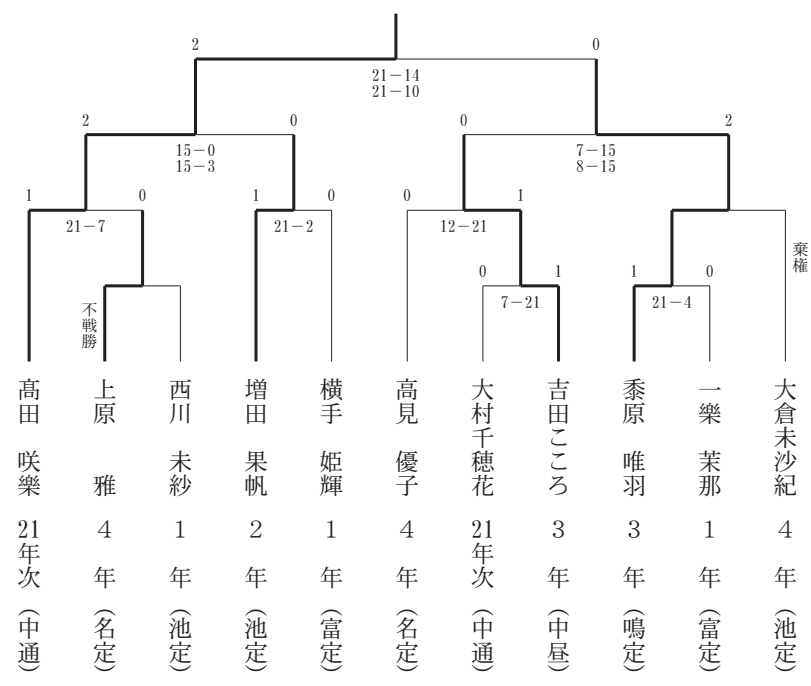 2 0
21－14
21－10
2 0 0 2
15－0
15－3
7－15
8－15
1 0 1 0 0 1
21－7 21－2 12－21
棄権
0 1 1 0
7－21 21－4
不戦勝
髙田 咲樂 21年次 （中通）
上原 雅 4年 （名定）
西川 未紗 1年 （池定）
増田 果帆 2年 （池定）
横手 姫輝 1年 （富定）
高見 優子 4年 （名定）
大村千穂花 21年次 （中通）
吉田こころ 3年 （中昼）
黍原 唯羽 3年 （鳴定）
一樂 茉那 1年 （富定）
大倉未沙紀 4年 （池定）